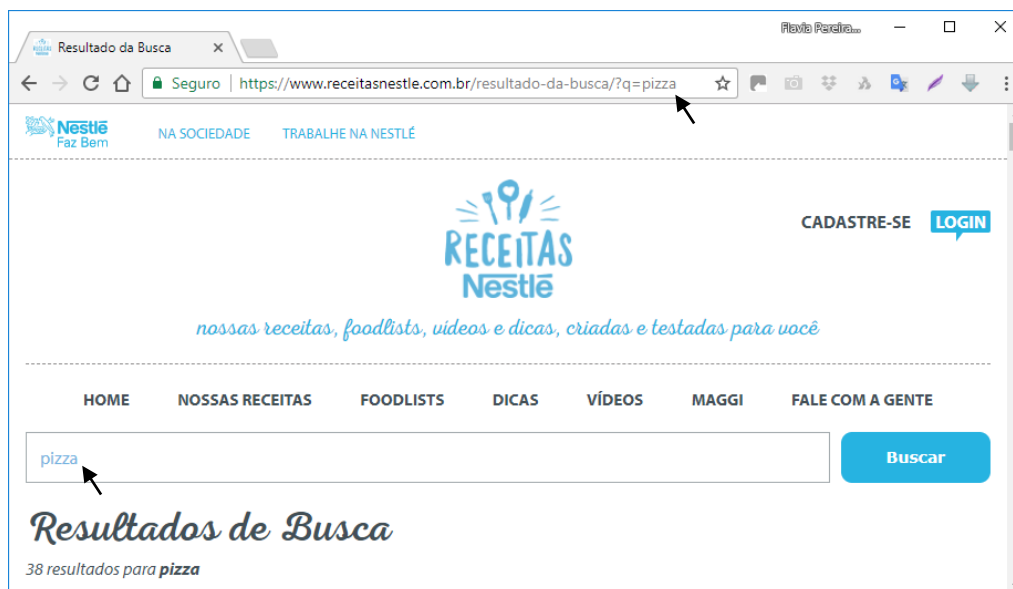 Flavia Pereira...
Resultado da Busca
Seguro | https://www.receitasnestle.com.br/resultado-da-busca/?q=pizza
Nestlē
Faz Bem
NA SOCIEDADE TRABALHE NA NESTLÉ
RECEITAS
Nestlē
CADASTRE-SE LOGIN
nossas receitas, foodlists, vídeos e dicas, criadas e testadas para você
HOME NOSSAS RECEITAS FOODLISTS DICAS VÍDEOS MAGGI FALE COM A GENTE
pizza Buscar
Resultados de Busca
38 resultados para pizza